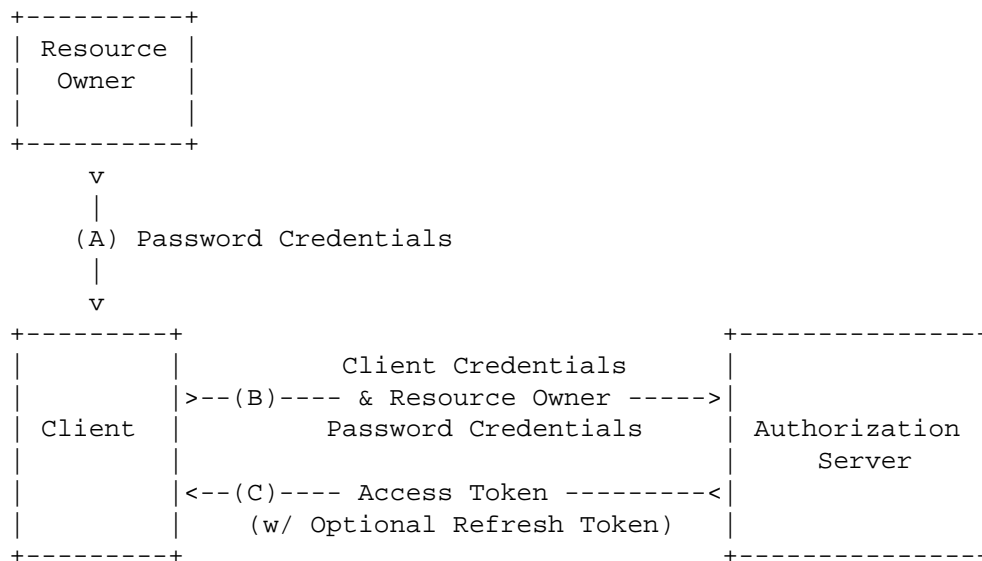 +----------+
| Resource |
|  Owner   |
|          |
+----------+
     v
     |
    (A) Password Credentials
     |
     v
+---------+                                  +----------------
|         |          Client Credentials      |
|         |>--(B)---- & Resource Owner ----->|
| Client  |         Password Credentials     | Authorization
|         |                                  |     Server
|         |<--(C)---- Access Token ---------<|
|         |    (w/ Optional Refresh Token)   |
+---------+                                  +----------------